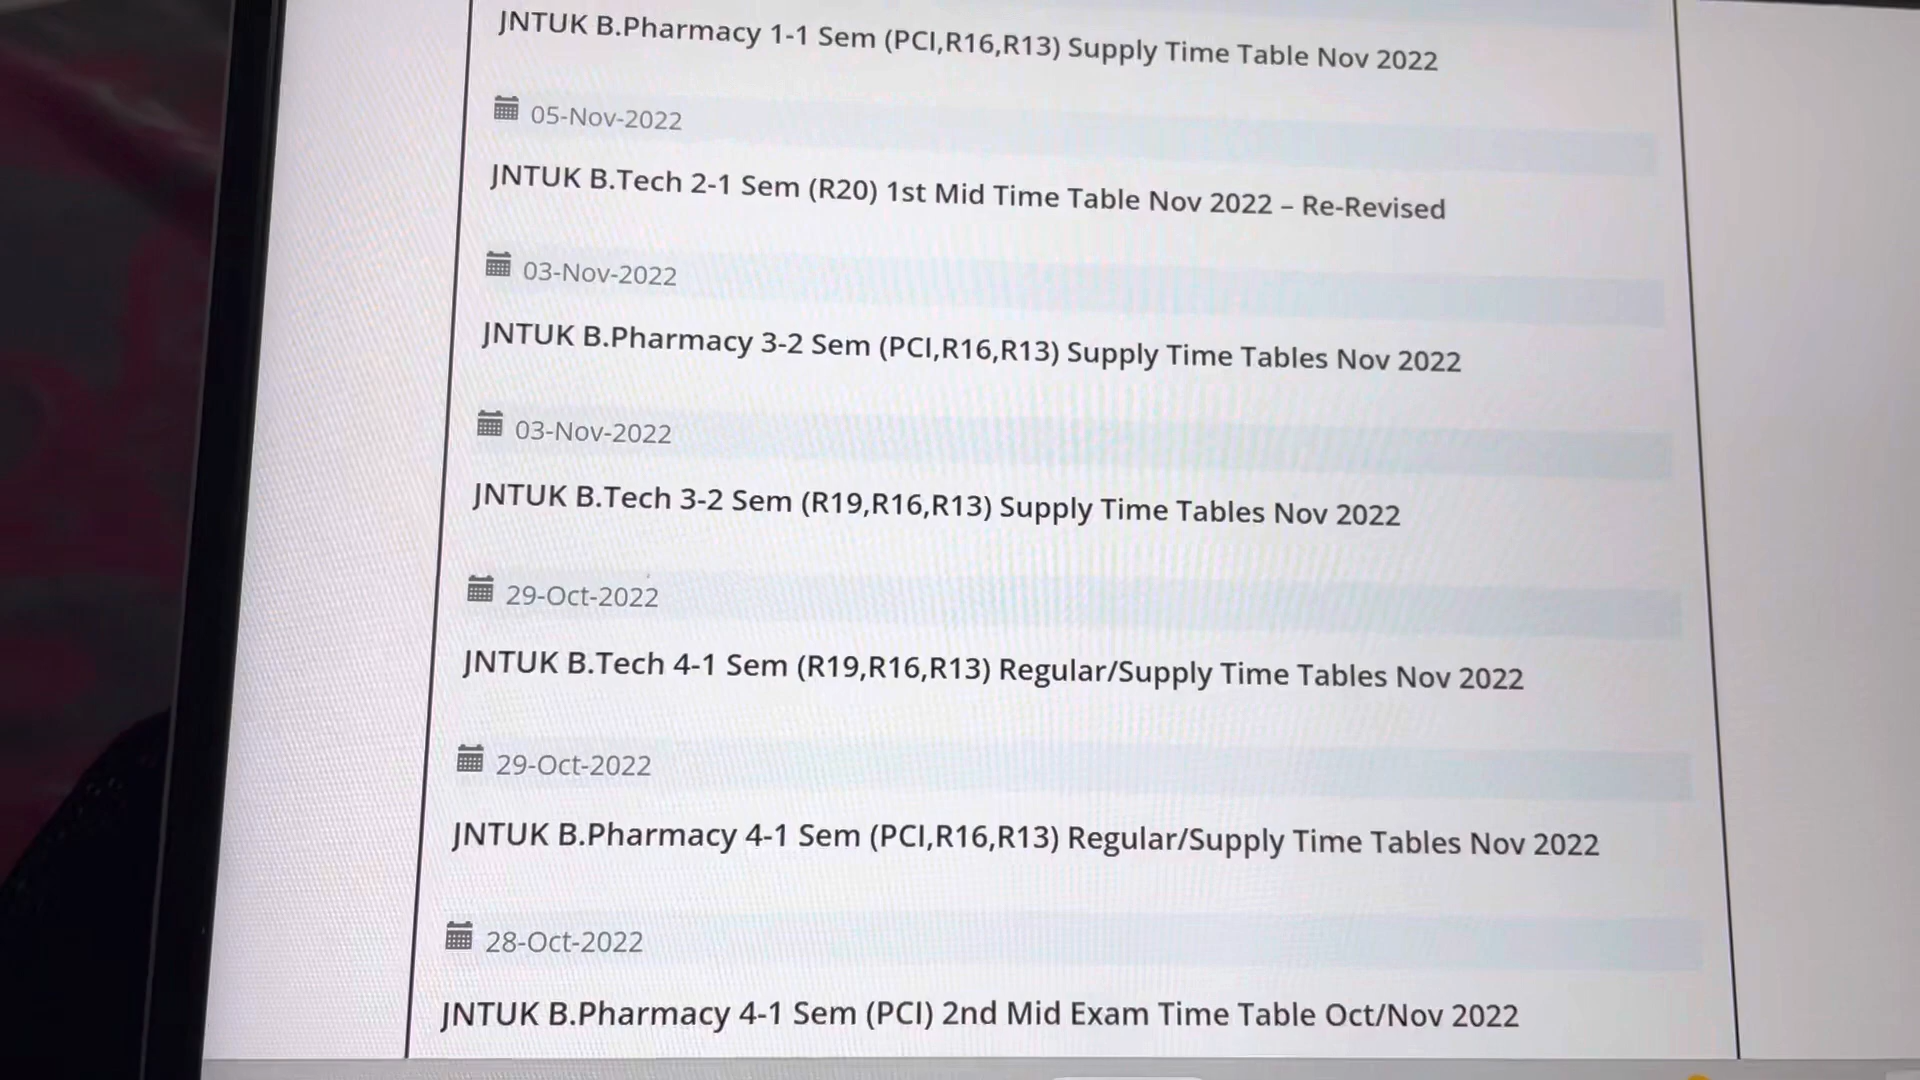 JNTUK B.Pharmacy 1-1 Sem (PCI,R16,R13) Supply Time Table Nov 2022
05-Nov-2022
JNTUK B.Tech 2-1 Sem (R20) 1st Mid Time Table Nov 2022 – Re-Revised
03-Nov-2022
JNTUK B.Pharmacy 3-2 Sem (PCI,R16,R13) Supply Time Tables Nov 2022
03-Nov-2022
JNTUK B.Tech 3-2 Sem (R19,R16,R13) Supply Time Tables Nov 2022
29-Oct-2022
JNTUK B.Tech 4-1 Sem (R19,R16,R13) Regular/Supply Time Tables Nov 2022
29-Oct-2022
JNTUK B.Pharmacy 4-1 Sem (PCI,R16,R13) Regular/Supply Time Tables Nov 2022
28-Oct-2022
JNTUK B.Pharmacy 4-1 Sem (PCI) 2nd Mid Exam Time Table Oct/Nov 2022